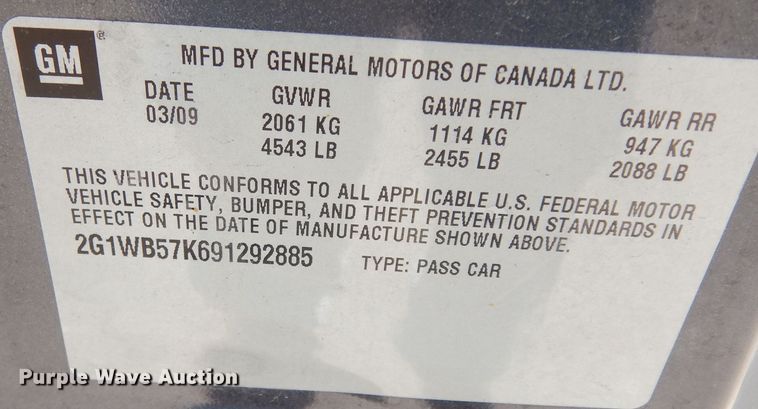 GM
MFD BY GENERAL MOTORS OF CANADA LTD.
DATE GVWR GAWR FRT GAWR RR
03/09 2061 KG 1114 KG 947 KG
4543 LB 2455 LB 2088 LB
THIS VEHICLE CONFORMS TO ALL APPLICABLE U.S. FEDERAL MOTOR
VEHICLE SAFETY, BUMPER, AND THEFT PREVENTION STANDARDS IN
EFFECT ON THE DATE OF MANUFACTURE SHOWN ABOVE.
2G1WB57K691292885 TYPE: PASS CAR
Purple Wave Auction